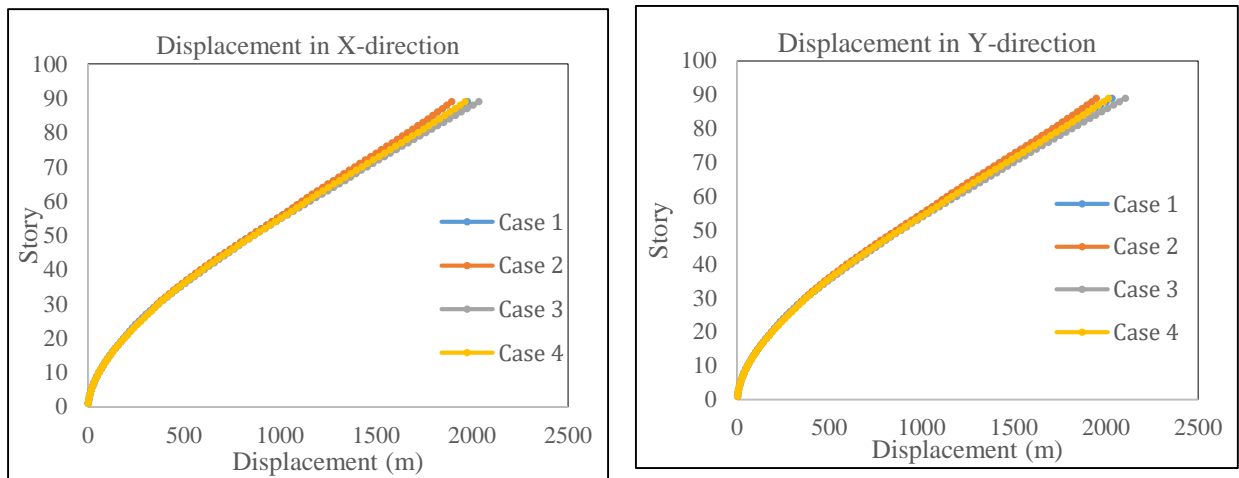 Displacement in X-direction
100
90
80
70
60
50
40
30
20
10
0
Story
Case 1
Case 2
Case 3
Case 4
0 500 1000 1500 2000 2500
Displacement (m)
Displacement in Y-direction
100
90
80
70
60
50
40
30
20
10
0
Story
Case 1
Case 2
Case 3
Case 4
0 500 1000 1500 2000 2500
Displacement (m)